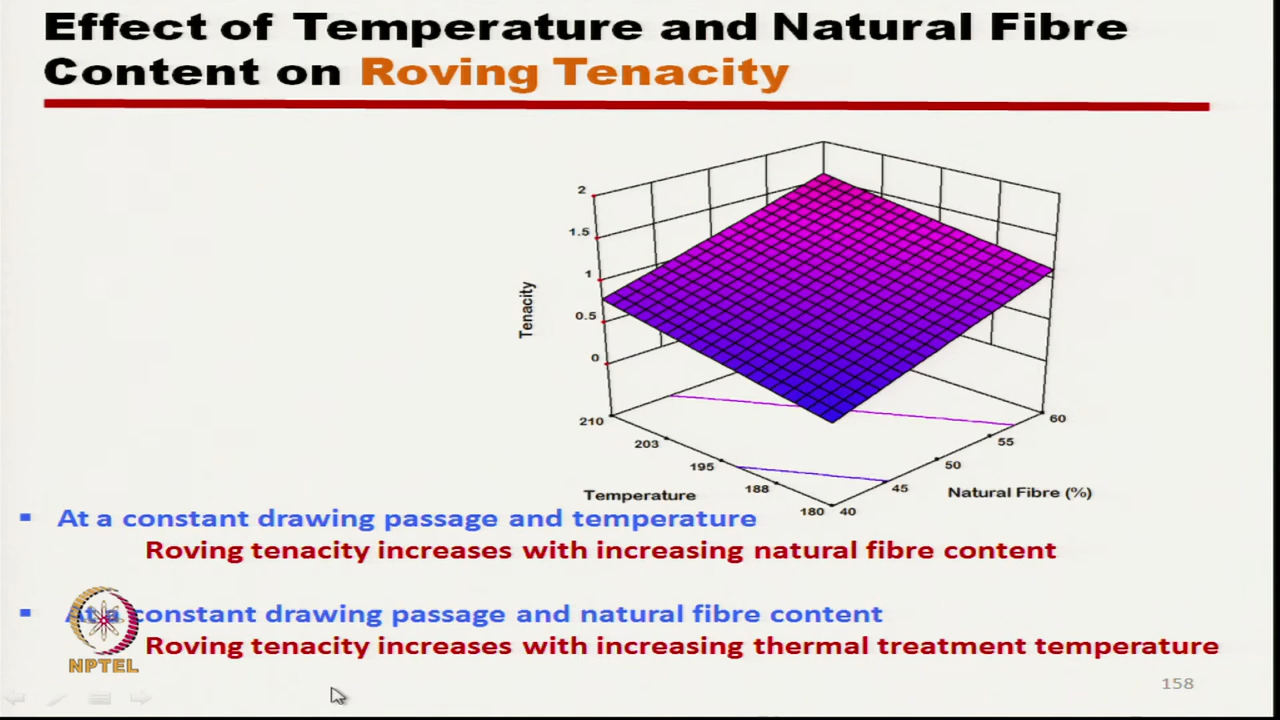 Effect of Temperature and Natural Fibre
Content on Roving Tenacity
2
1.5
1
0.5
0
Tenacity
210
203
195
188
180
Temperature
40
45
50
55
60
Natural Fibre (%)
▪ At a constant drawing passage and temperature
Roving tenacity increases with increasing natural fibre content
▪ At a constant drawing passage and natural fibre content
Roving tenacity increases with increasing thermal treatment temperature
NPTEL
158